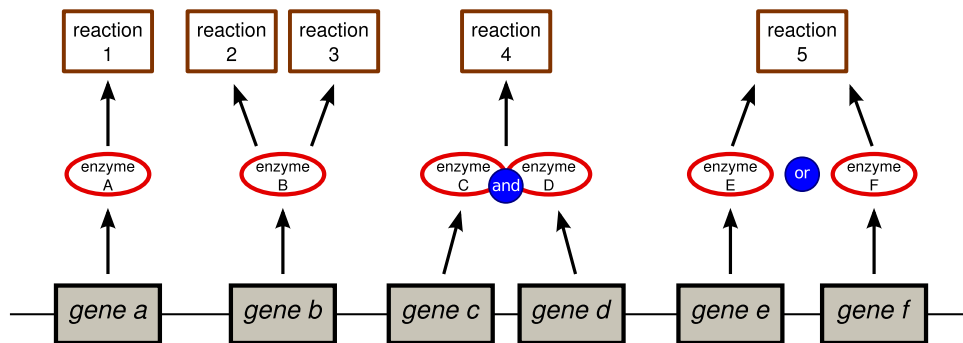 reaction
1
reaction
2
reaction
3
reaction
4
reaction
5
enzyme
A
enzyme
B
enzyme
C
and
enzyme
D
enzyme
E
or
enzyme
F
gene a
gene b
gene c
gene d
gene e
gene f